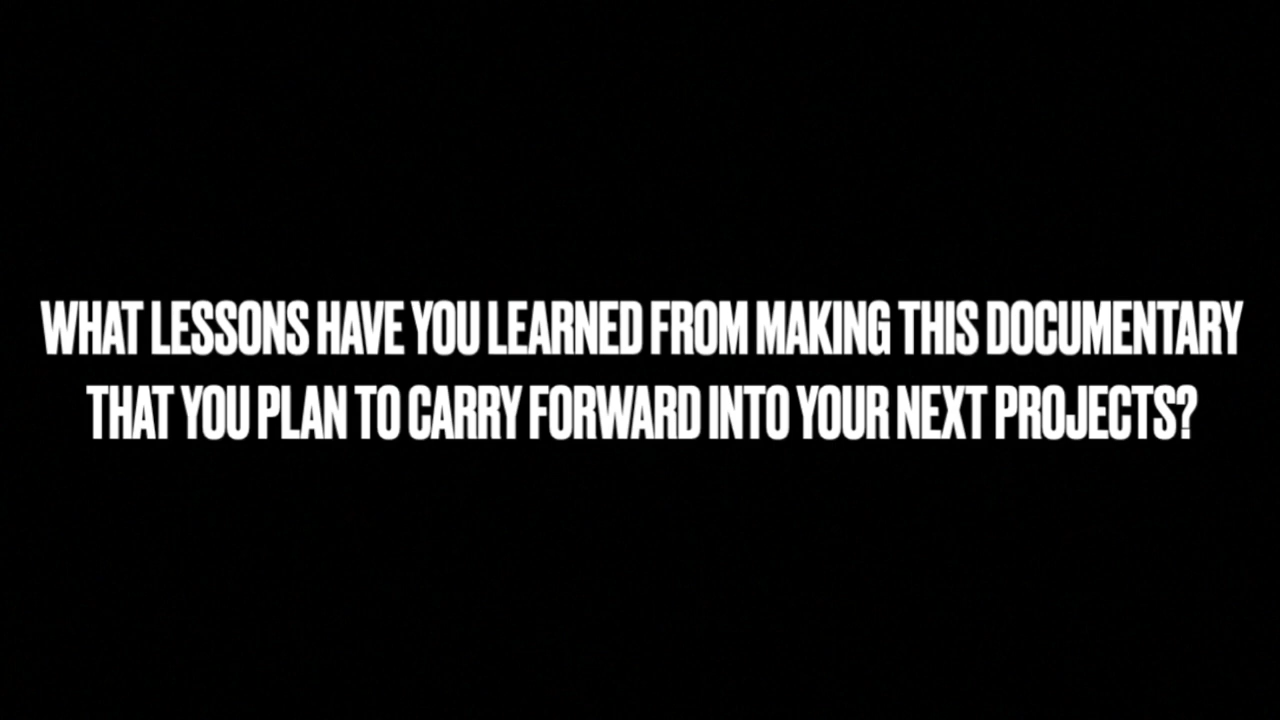 WHAT LESSONS HAVE YOU LEARNED FROM MAKING THIS DOCUMENTARY
THAT YOU PLAN TO CARRY FORWARD INTO YOUR NEXT PROJECTS?